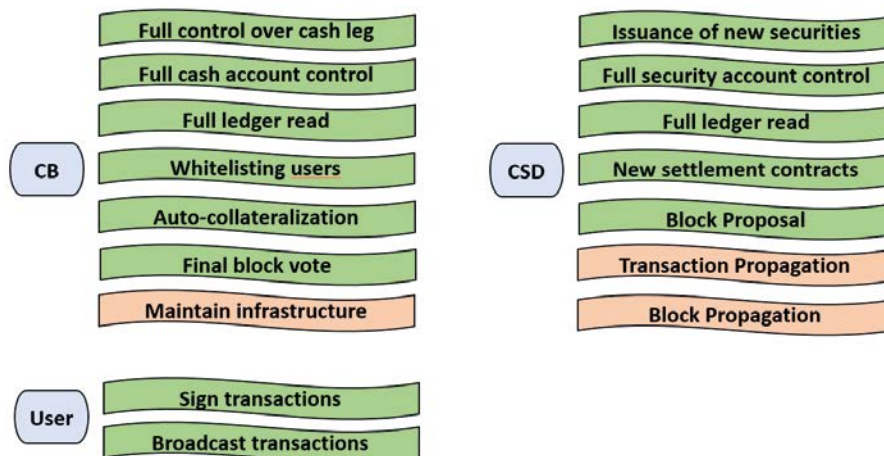 CB
Full control over cash leg
Full cash account control
Full ledger read
Whitelisting users
Auto-collateralization
Final block vote
Maintain infrastructure
CSD
Issuance of new securities
Full security account control
Full ledger read
New settlement contracts
Block Proposal
Transaction Propagation
Block Propagation
User
Sign transactions
Broadcast transactions